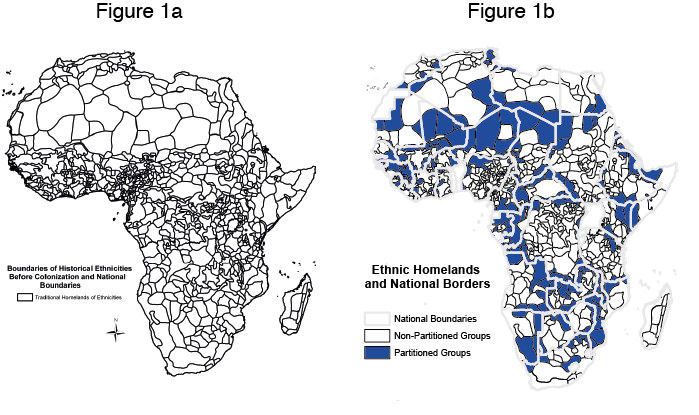 Figure 1a
Figure 1b
Boundaries of Historical Ethnicities
Before Colonization and National
Boundaries
Traditional Homelands of Ethnicities
N
Ethnic Homelands
and National Borders
National Boundaries
Non-Partitioned Groups
Partitioned Groups